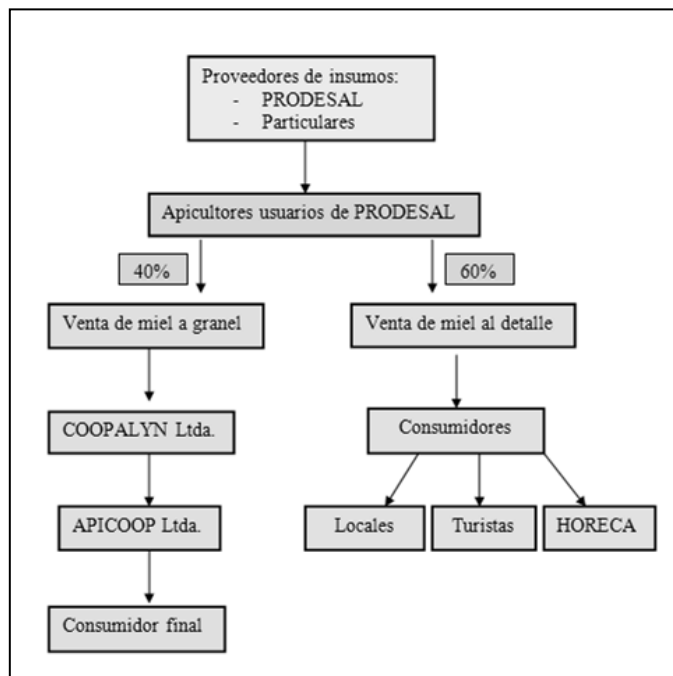 Proveedores de insumos:
- PRODESAL
- Particulares
Apicultores usuarios de PRODESAL
40%
60%
Venta de miel a granel
Venta de miel al detalle
COOPALYN Ltda.
Consumidores
APICOOP Ltda.
Locales
Turistas
HORECA
Consumidor final